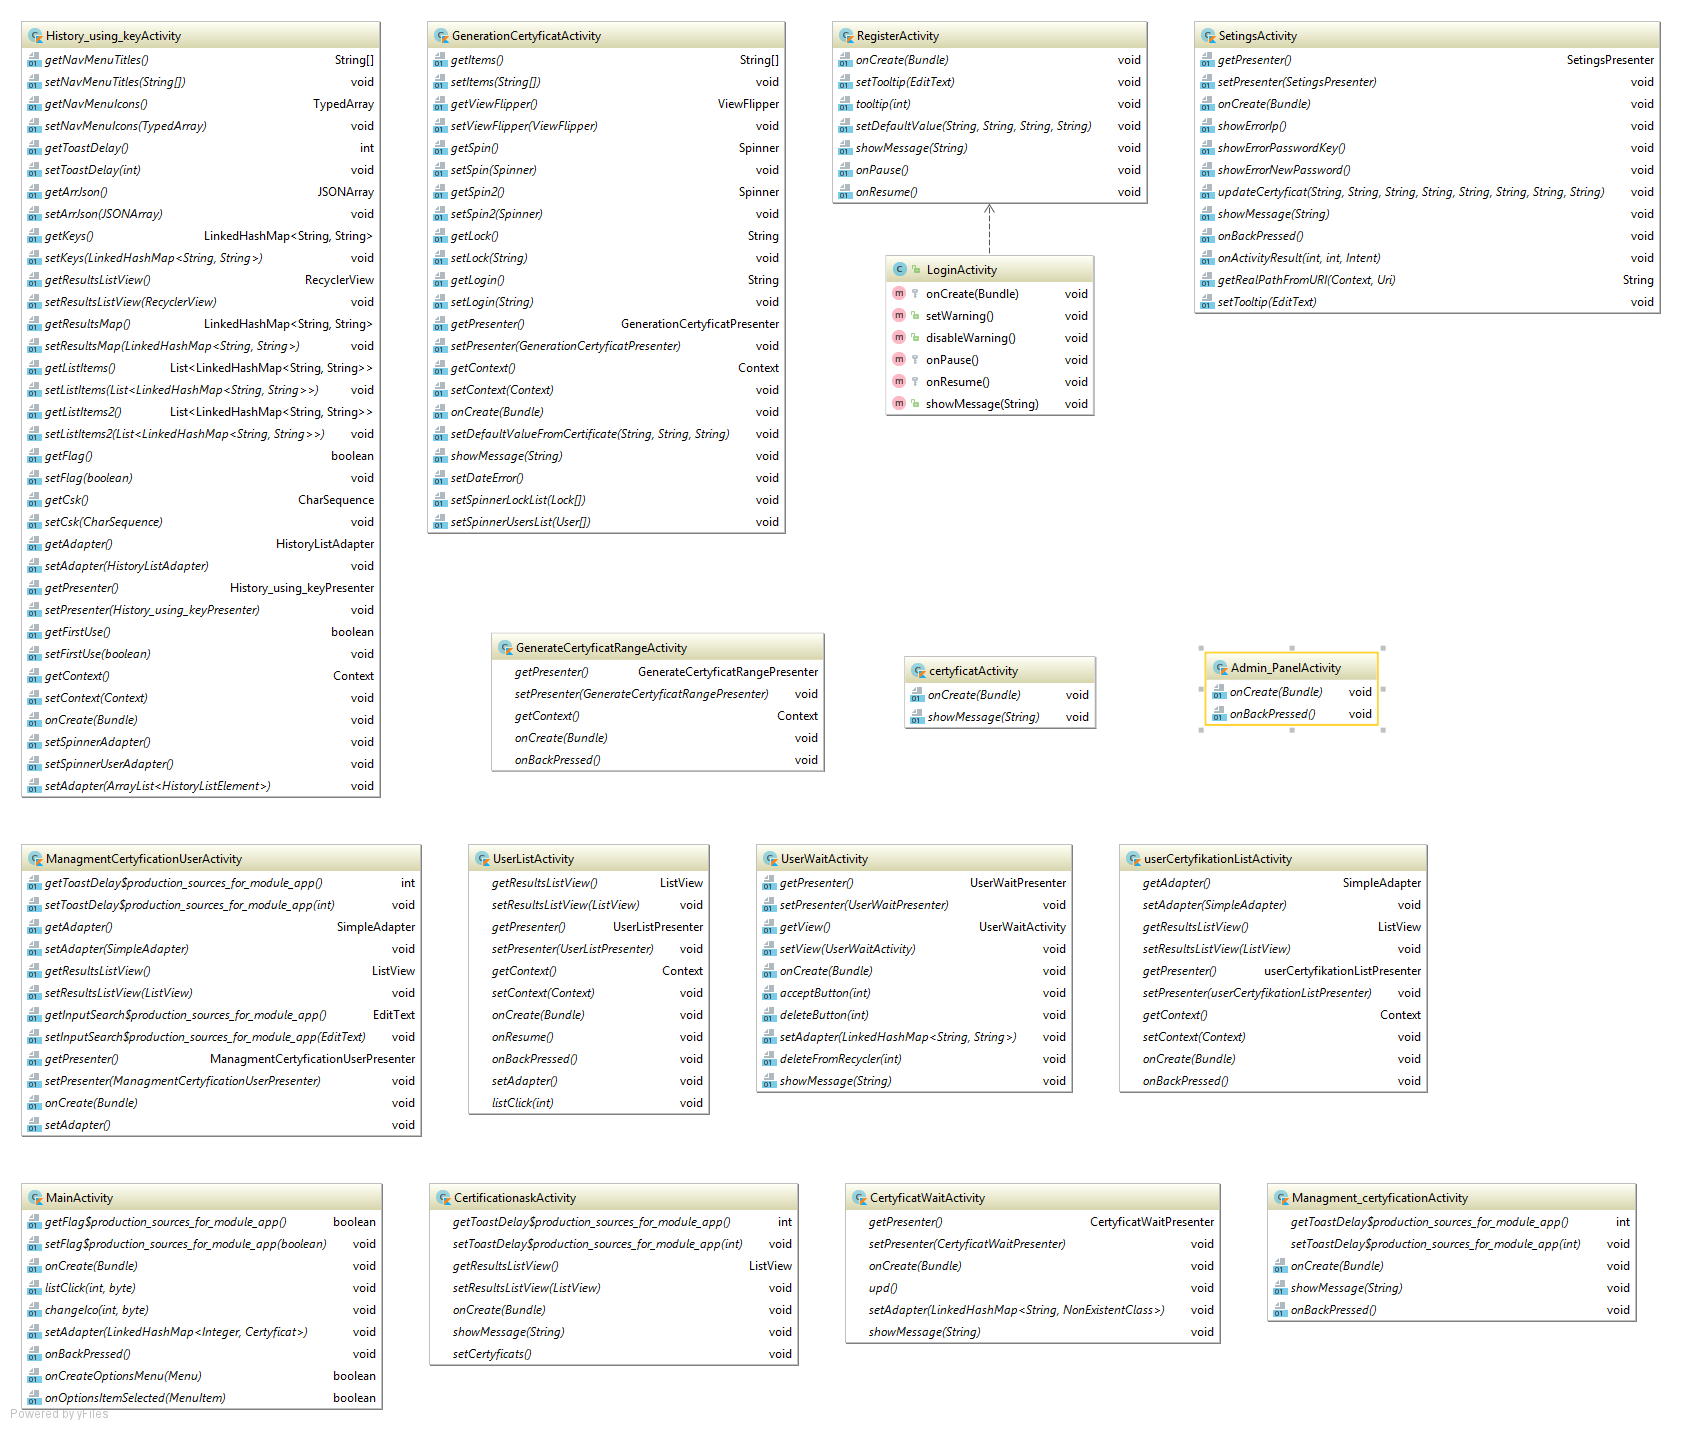 History_using_keyActivity
getNavMenuTitles() String[]
setNavMenuTitles(String[]) void
getNavMenuIcons() TypedArray
setNavMenuIcons(TypedArray) void
getToastDelay() int
setToastDelay(int) void
getArrJson() JSONArray
setArrJson(JSONArray) void
getKeys() LinkedHashMap<String, String>
setKeys(LinkedHashMap<String, String>) void
getResultsListView() RecyclerView
setResultsListView(RecyclerView) void
getResultsMap() LinkedHashMap<String, String>
setResultsMap(LinkedHashMap<String, String>) void
getListItems() List<LinkedHashMap<String, String>>
setListItems(List<LinkedHashMap<String, String>>) void
getListItems2() List<LinkedHashMap<String, String>>
setListItems2(List<LinkedHashMap<String, String>>) void
getFlag() boolean
setFlag(boolean) void
getCsk() CharSequence
setCsk(CharSequence) void
getAdapter() HistoryListAdapter
setAdapter(HistoryListAdapter) void
getPresenter() History_using_keyPresenter
setPresenter(History_using_keyPresenter) void
getFirstUse() boolean
setFirstUse(boolean) void
getContext() Context
setContext(Context) void
onCreate(Bundle) void
setSpinnerAdapter() void
setSpinnerUserAdapter() void
setAdapter(ArrayList<HistoryListElement>) void
GenerationCertyficatActivity
getItems() String[]
setItems(String[]) void
getViewFlipper() ViewFlipper
setViewFlipper(ViewFlipper) void
getSpin() Spinner
setSpin(Spinner) void
getSpin2() Spinner
setSpin2(Spinner) void
getLock() String
setLock(String) void
getLogin() String
setLogin(String) void
getPresenter() GenerationCertyficatPresenter
setPresenter(GenerationCertyficatPresenter) void
getContext() Context
setContext(Context) void
onCreate(Bundle) void
setDefaultValueFromCertificate(String, String, String) void
showMessage(String) void
setDateError() void
setSpinnerLockList(Lock[]) void
setSpinnerUsersList(User[]) void
RegisterActivity
onCreate(Bundle) void
setTooltip(EditText) void
tooltip(int) void
setDefaultValue(String, String, String, String) void
showMessage(String) void
onPause() void
onResume() void
LoginActivity
onCreate(Bundle) void
setWarning() void
disableWarning() void
onPause() void
onResume() void
showMessage(String) void
SetingsActivity
getPresenter() SetingsPresenter
setPresenter(SetingsPresenter) void
onCreate(Bundle) void
showErrorIp() void
showErrorPasswordKey() void
showErrorNewPassword() void
updateCertyficat(String, String, String, String, String, String, String, String) void
showMessage(String) void
onBackPressed() void
onActivityResult(int, int, Intent) void
getRealPathFromURI(Context, Uri) String
setTooltip(EditText) void
GenerateCertyficatRangeActivity
getPresenter() GenerateCertyficatRangePresenter
setPresenter(GenerateCertyficatRangePresenter) void
getContext() Context
onCreate(Bundle) void
onBackPressed() void
certyficatActivity
onCreate(Bundle) void
showMessage(String) void
Admin_PanelActivity
onCreate(Bundle) void
onBackPressed() void
ManagmentCertyficationUserActivity
getToastDelay$production_sources_for_module_app() int
setToastDelay$production_sources_for_module_app(int) void
getAdapter() SimpleAdapter
setAdapter(SimpleAdapter) void
getResultsListView() ListView
setResultsListView(ListView) void
getInputSearch$production_sources_for_module_app() EditText
setInputSearch$production_sources_for_module_app(EditText) void
getPresenter() ManagmentCertyficationUserPresenter
setPresenter(ManagmentCertyficationUserPresenter) void
onCreate(Bundle) void
setAdapter() void
UserListActivity
getResultsListView() ListView
setResultsListView(ListView) void
getPresenter() UserListPresenter
setPresenter(UserListPresenter) void
getContext() Context
setContext(Context) void
onCreate(Bundle) void
onResume() void
onBackPressed() void
setAdapter() void
listClick(int) void
UserWaitActivity
getPresenter() UserWaitPresenter
setPresenter(UserWaitPresenter) void
getView() UserWaitActivity
setView(UserWaitActivity) void
onCreate(Bundle) void
acceptButton(int) void
deleteButton(int) void
setAdapter(LinkedHashMap<String, String>) void
deleteFromRecycler(int) void
showMessage(String) void
userCertyfikationListActivity
getAdapter() SimpleAdapter
setAdapter(SimpleAdapter) void
getResultsListView() ListView
setResultsListView(ListView) void
getPresenter() userCertyfikationListPresenter
setPresenter(userCertyfikationListPresenter) void
getContext() Context
setContext(Context) void
onCreate(Bundle) void
onBackPressed() void
MainActivity
getFlag$production_sources_for_module_app() boolean
setFlag$production_sources_for_module_app(boolean) void
onCreate(Bundle) void
listClick(int, byte) void
changeIco(int, byte) void
setAdapter(LinkedHashMap<Integer, Certyficat>) void
onBackPressed() void
onCreateOptionsMenu(Menu) boolean
onOptionsItemSelected(MenuItem) boolean
CertificationaskActivity
getToastDelay$production_sources_for_module_app() int
setToastDelay$production_sources_for_module_app(int) void
getResultsListView() ListView
setResultsListView(ListView) void
onCreate(Bundle) void
showMessage(String) void
setCertyficats() void
CertyficatWaitActivity
getPresenter() CertyficatWaitPresenter
setPresenter(CertyficatWaitPresenter) void
onCreate(Bundle) void
upd() void
setAdapter(LinkedHashMap<String, NonExistentClass>) void
showMessage(String) void
Managment_certyficationActivity
getToastDelay$production_sources_for_module_app() int
setToastDelay$production_sources_for_module_app(int) void
onCreate(Bundle) void
showMessage(String) void
onBackPressed() void
Powered by yFiles